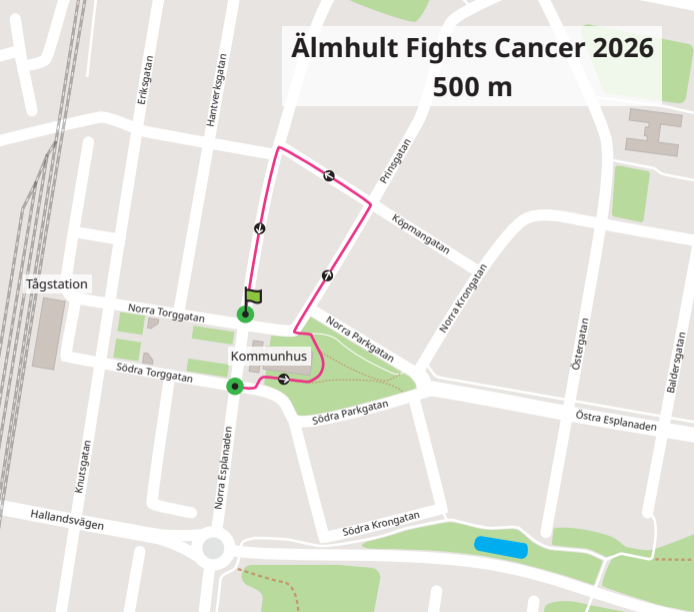 Älmhult Fights Cancer 2026
500 m
Eriksgatan
Hantverksgatan
Prinsgatan
Köpmangatan
Norra Krongatan
Tågstation
Norra Torggatan
Norra Parkgatan
Kommunhus
Södra Torggatan
Södra Parkgatan
Östergatan
Baldersgatan
Östra Esplanaden
Knutsgatan
Norra Esplanaden
Hallandsvägen
Södra Krongatan